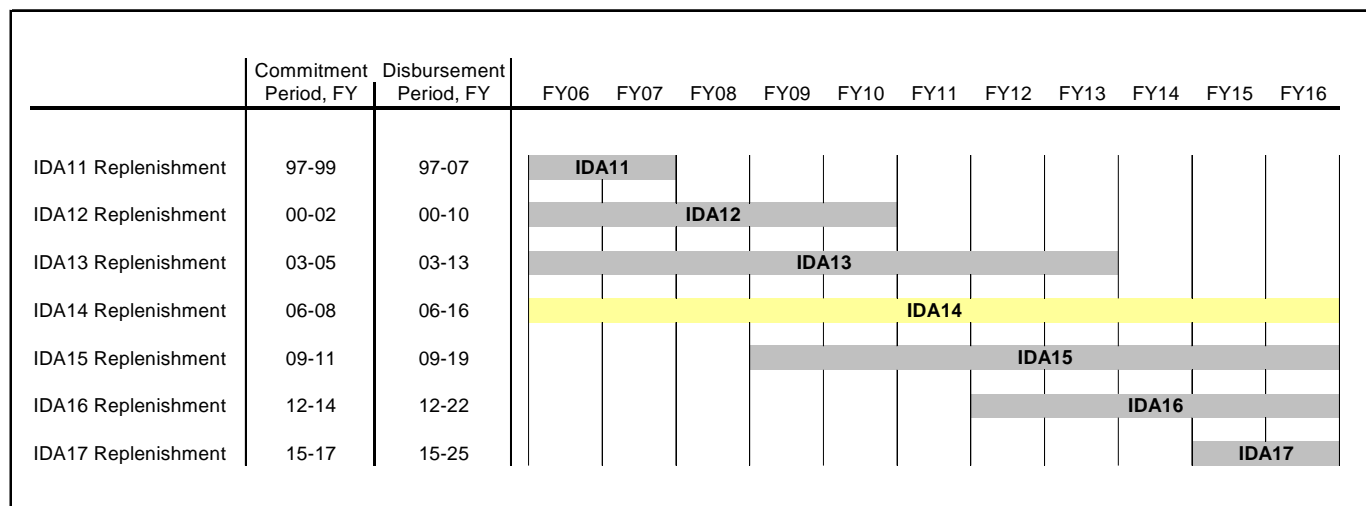 Commitment Disbursement
Period, FY Period, FY FY06 FY07 FY08 FY09 FY10 FY11 FY12 FY13 FY14 FY15 FY16
IDA11 Replenishment 97-99 97-07 IDA11
IDA12 Replenishment 00-02 00-10 IDA12
IDA13 Replenishment 03-05 03-13 IDA13
IDA14 Replenishment 06-08 06-16 IDA14
IDA15 Replenishment 09-11 09-19 IDA15
IDA16 Replenishment 12-14 12-22 IDA16
IDA17 Replenishment 15-17 15-25 IDA17